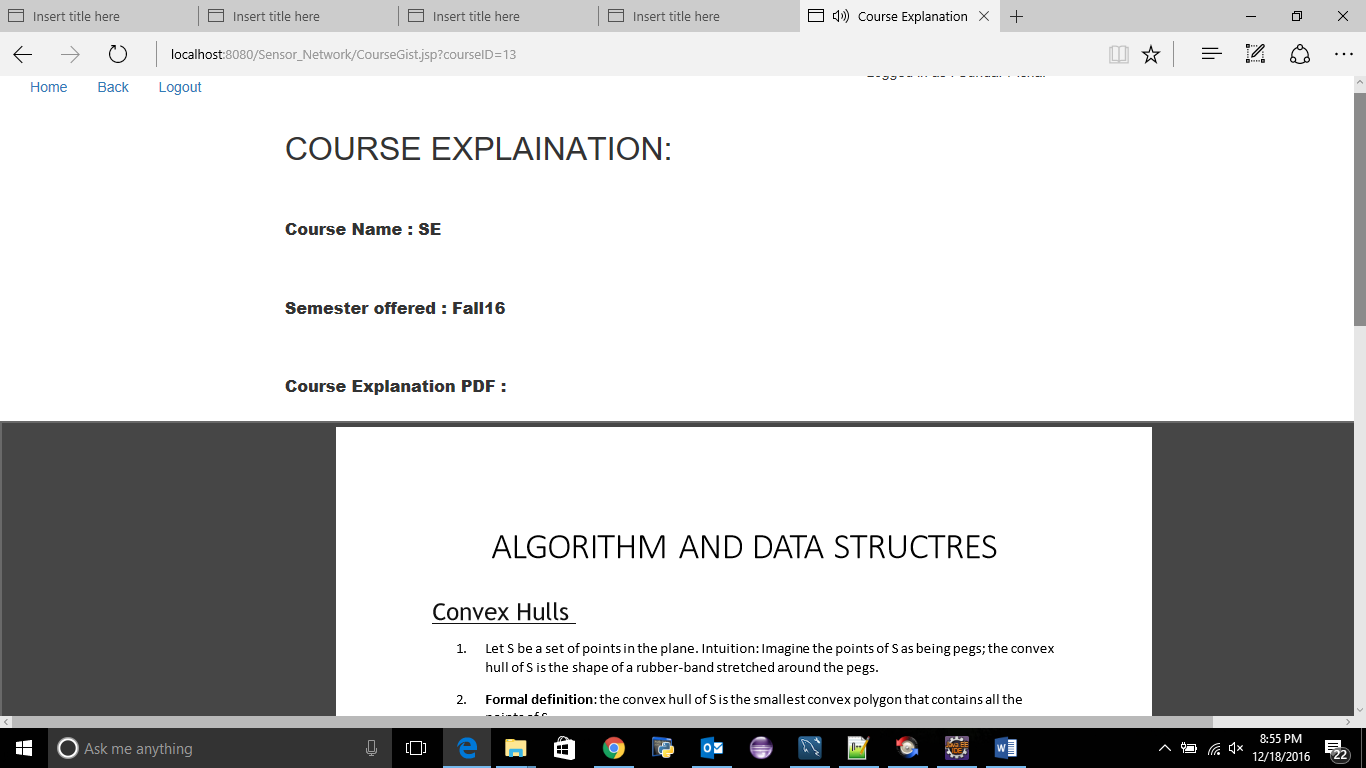 Insert title here
Insert title here
Insert title here
Insert title here
Course Explanation
localhost:8080/Sensor_Network/CourseGist.jsp?courseID=13
Home Back Logout
Logged in as
COURSE EXPLAINATION:
Course Name : SE
Semester offered : Fall16
Course Explanation PDF :
ALGORITHM AND DATA STRUCTRES
Convex Hulls
1. Let S be a set of points in the plane. Intuition: Imagine the points of S as being pegs; the convex
hull of S is the shape of a rubber-band stretched around the pegs.
2. Formal definition: the convex hull of S is the smallest convex polygon that contains all the
points of S
Ask me anything
8:55 PM
12/18/2016
22